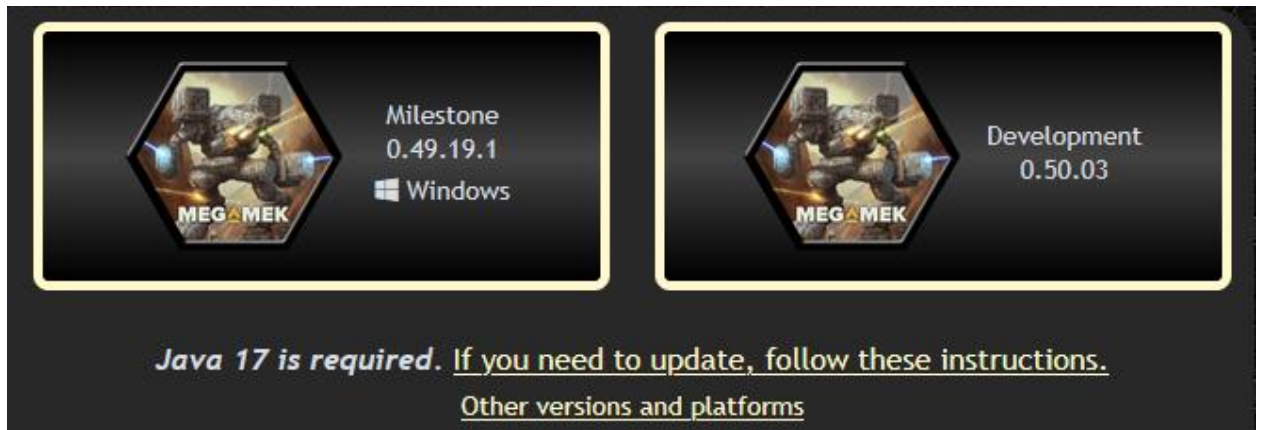 Milestone
0.49.19.1
Windows
MEGAMEK
Development
0.50.03
MEGAMEK
Java 17 is required. If you need to update, follow these instructions.
Other versions and platforms